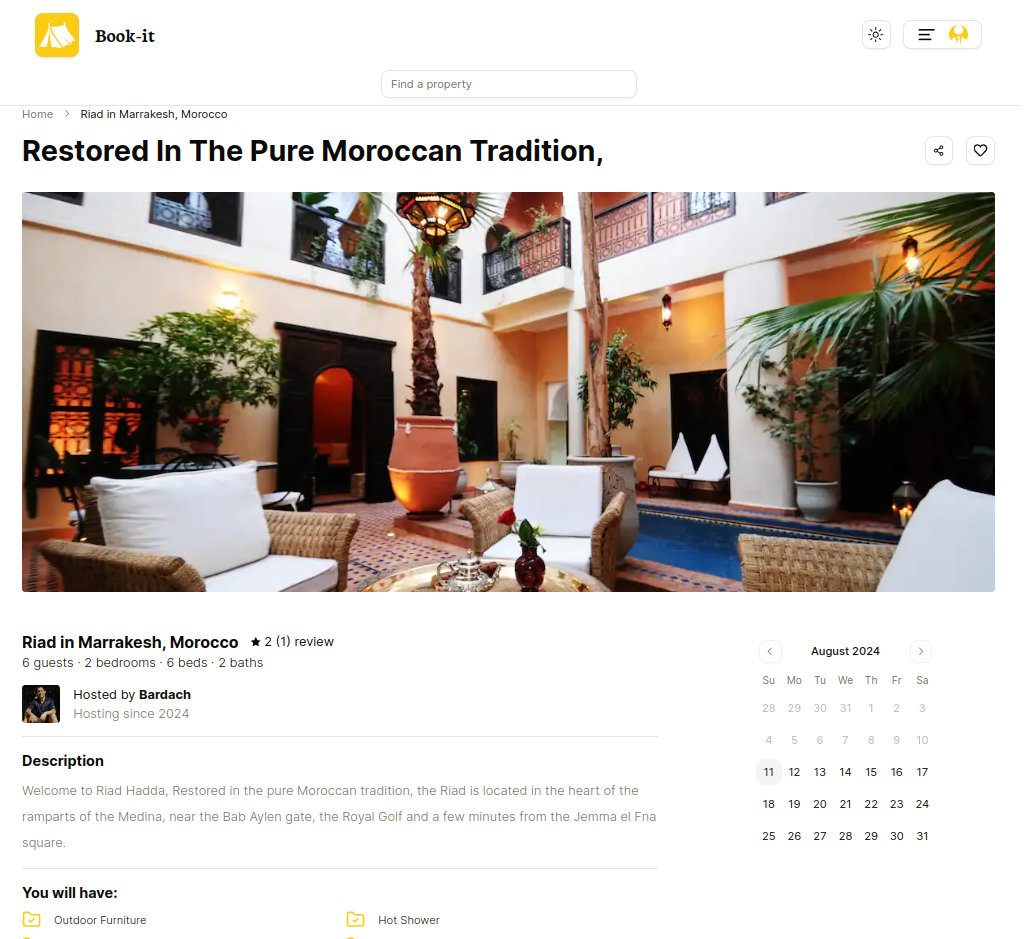 Book-it
Find a property
Home > Riad in Marrakesh, Morocco
Restored In The Pure Moroccan Tradition,
Riad in Marrakesh, Morocco ★ 2 (1) review
6 guests · 2 bedrooms · 6 beds · 2 baths
Hosted by Bardach
Hosting since 2024
Description
Welcome to Riad Hadda, Restored in the pure Moroccan tradition, the Riad is located in the heart of the
ramparts of the Medina, near the Bab Aylen gate, the Royal Golf and a few minutes from the Jemma el Fna
square.
You will have:
Outdoor Furniture
Hot Shower
August 2024
Su Mo Tu We Th Fr Sa
28 29 30 31 1 2 3
4 5 6 7 8 9 10
11 12 13 14 15 16 17
18 19 20 21 22 23 24
25 26 27 28 29 30 31